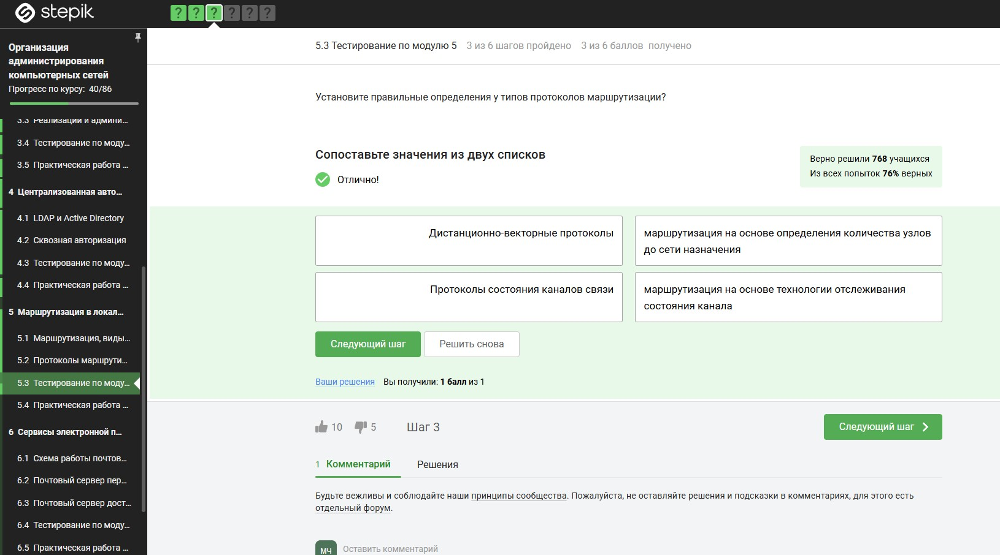 stepik
? ? ? ? ? ?
Организация
администрирования
компьютерных сетей
Прогресс по курсу: 40/86
3.3 Реализации и админи...
3.4 Тестирование по моду...
3.5 Практическая работа ...
4 Централизованная авто...
4.1 LDAP и Active Directory
4.2 Сквозная авторизация
4.3 Тестирование по моду...
4.4 Практическая работа ...
5 Маршрутизация в локал...
5.1 Маршрутизация, виды...
5.2 Протоколы маршрути...
5.3 Тестирование по моду...
5.4 Практическая работа ...
6 Сервисы электронной п...
6.1 Схема работы почтов...
6.2 Почтовый сервер пер...
6.3 Почтовый сервер дост...
6.4 Тестирование по моду...
6.5 Практическая работа ...
5.3 Тестирование по модулю 5 3 из 6 шагов пройдено 3 из 6 баллов получено
Установите правильные определения у типов протоколов маршрутизации?
Сопоставьте значения из двух списков
Отлично!
Верно решили 768 учащихся
Из всех попыток 76% верных
Дистанционно-векторные протоколы
маршрутизация на основе определения количества узлов
до сети назначения
Протоколы состояния каналов связи
маршрутизация на основе технологии отслеживания
состояния канала
Следующий шаг
Решить снова
Ваши решения Вы получили: 1 балл из 1
10 5 Шаг 3
Следующий шаг
1 Комментарий
Решения
Будьте вежливы и соблюдайте наши принципы сообщества. Пожалуйста, не оставляйте решения и подсказки в комментариях, для этого есть
отдельный форум.
МЧ
Оставить комментарий